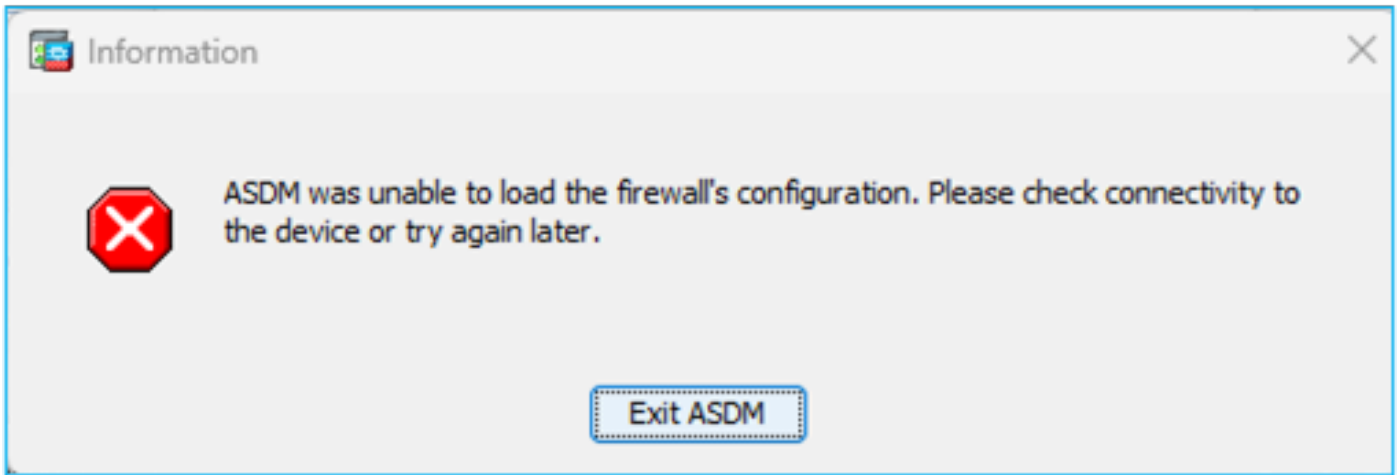 Information
ASDM was unable to load the firewall's configuration. Please check connectivity to
the device or try again later.
Exit ASDM